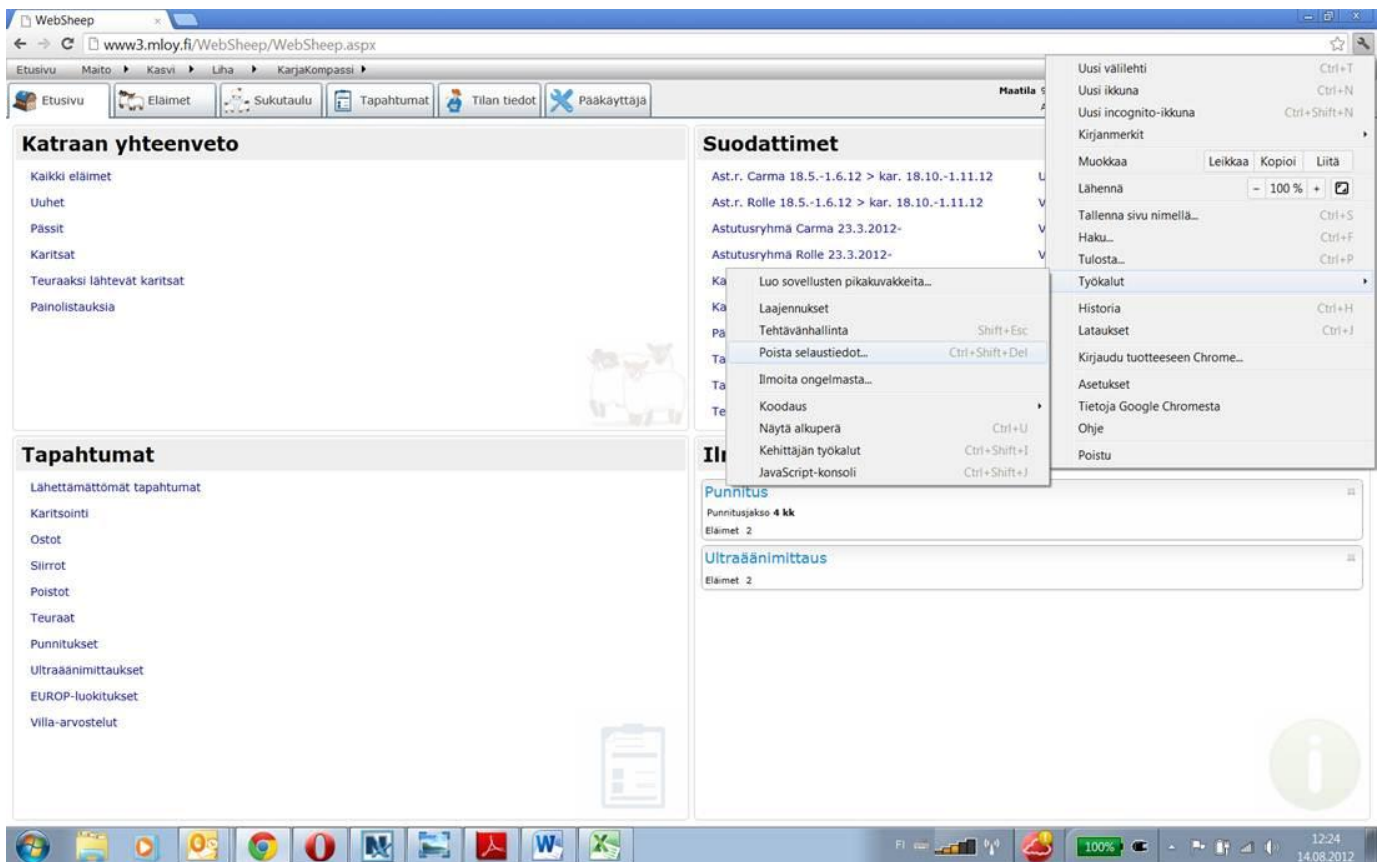 WebSheep
www3.mloy.fi/WebSheep/WebSheep.aspx
Etusivu Maito Kasvi Liha KarjaKompassi
Etusivu Eläimet Sukutaulu Tapahtumat Tilan tiedot Pääkäyttäjä
Maatila
Katraan yhteenveto
Kaikki eläimet
Uuhet
Pässit
Karitsat
Teuraaksi lähtevät karitsat
Painolistauksia
Suodattimet
Ast.r. Carma 18.5.-1.6.12 > kar. 18.10.-1.11.12 U
Ast.r. Rolle 18.5.-1.6.12 > kar. 18.10.-1.11.12 V
Astutusryhmä Carma 23.3.2012- V
Astutusryhmä Rolle 23.3.2012- V
Ka
Ka
Pä
Ta
Ta
Te
Luo sovellusten pikakuvakkeita...
Laajennukset
Tehtävänhallinta Shift+Esc
Poista selaustiedot... Ctrl+Shift+Del
Ilmoita ongelmasta...
Koodaus
Näytä alkuperä Ctrl+U
Kehittäjän työkalut Ctrl+Shift+I
JavaScript-konsoli Ctrl+Shift+J
Uusi välilehti Ctrl+T
Uusi ikkuna Ctrl+N
Uusi incognito-ikkuna Ctrl+Shift+N
Kirjanmerkit
Muokkaa Leikkaa Kopioi Liitä
Lähennä - 100 % +
Tallenna sivu nimellä... Ctrl+S
Haku... Ctrl+F
Tulosta... Ctrl+P
Työkalut
Historia Ctrl+H
Lataukset Ctrl+J
Kirjaudu tuotteeseen Chrome...
Asetukset
Tietoja Google Chromesta
Ohje
Poistu
Tapahtumat
Lähettämättömät tapahtumat
Karitsointi
Ostot
Siirrot
Poistot
Teuraat
Punnitukset
Ultraäänimittaukset
EUROP-luokitukset
Villa-arvostelut
Punnitus
Punnitusjakso 4 kk
Eläimet 2
Ultraäänimittaus
Eläimet 2
FI
100%
12:24
14.08.2012